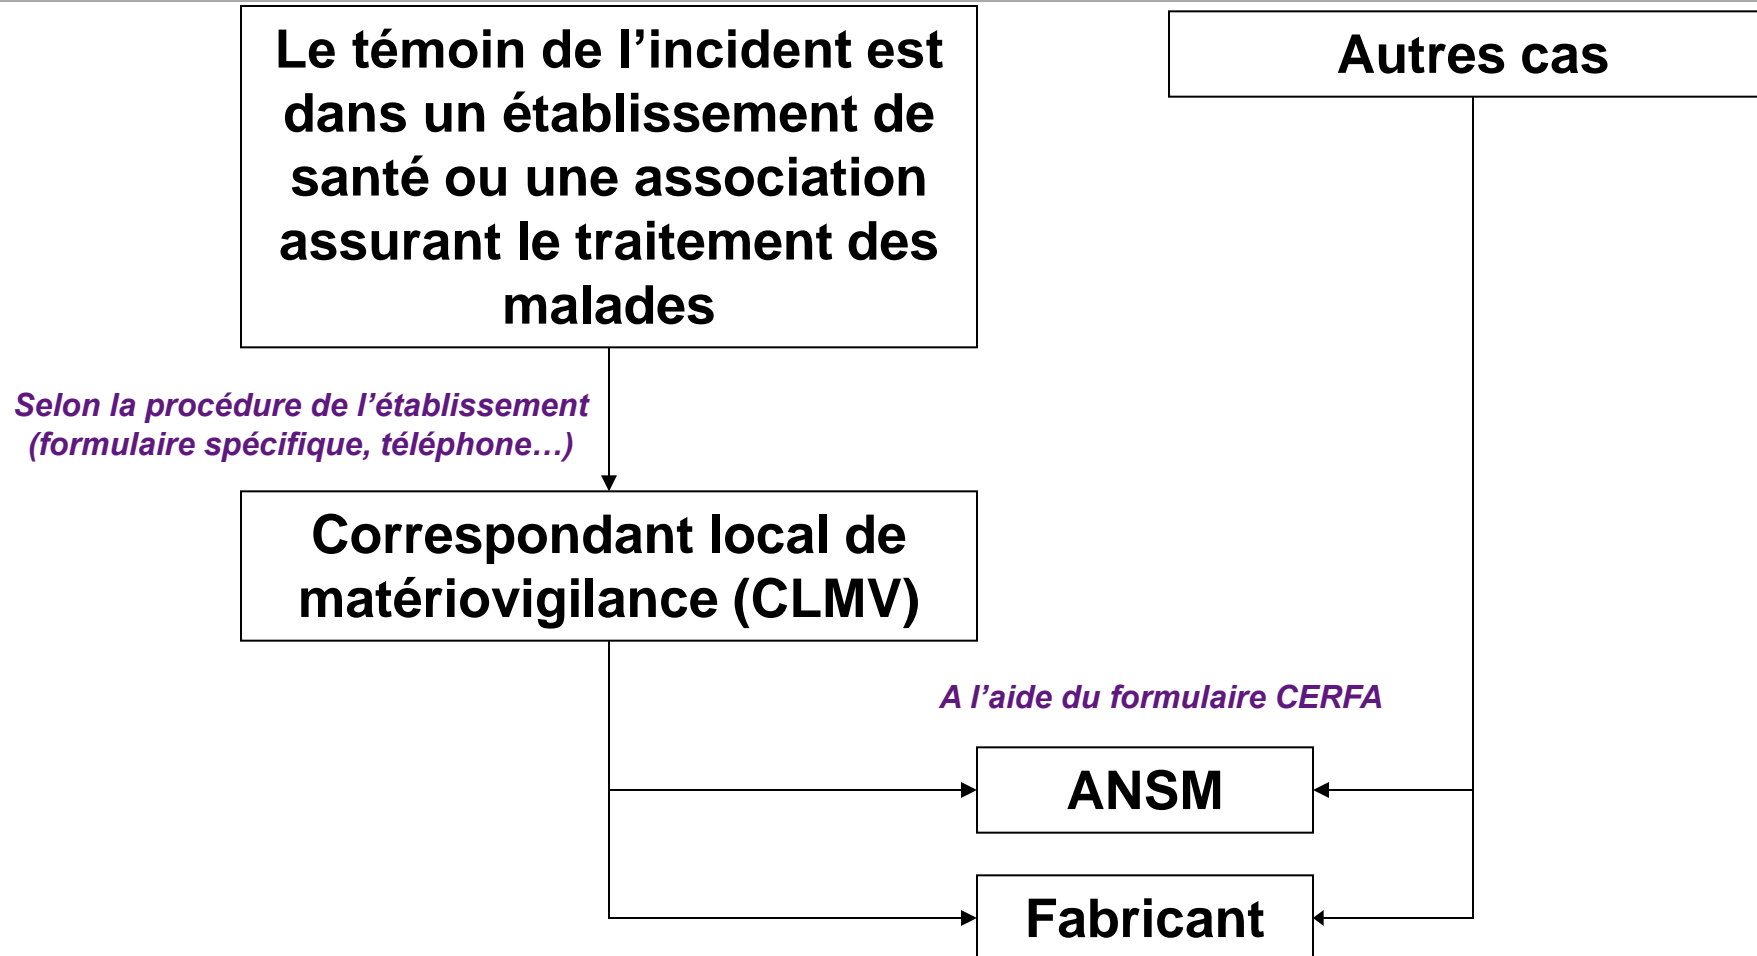 Le témoin de l’incident est
dans un établissement de
santé ou une association
assurant le traitement des
malades
Autres cas
Selon la procédure de l’établissement
(formulaire spécifique, téléphone…)
Correspondant local de
matériovigilance (CLMV)
A l’aide du formulaire CERFA
ANSM
Fabricant